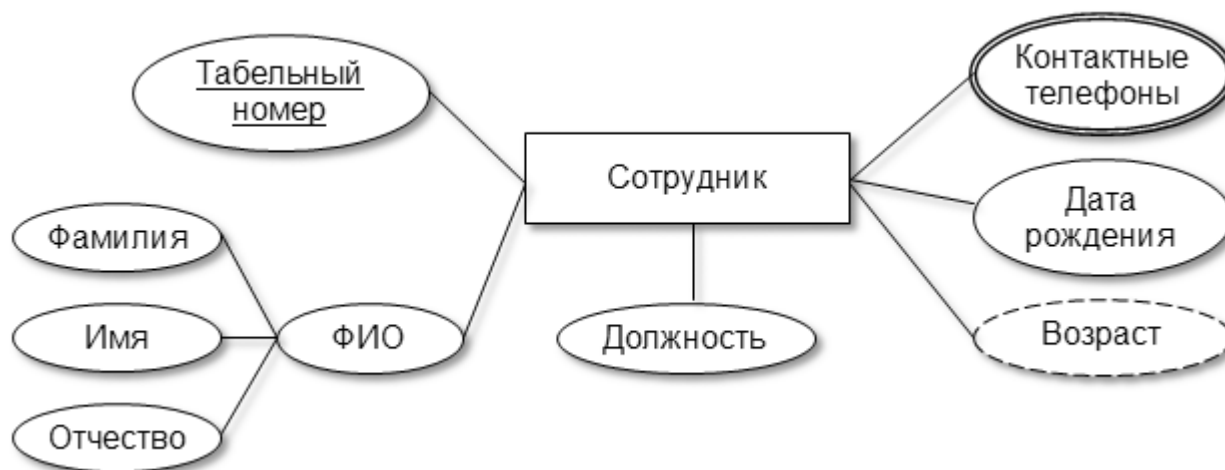 Табельный
номер
Контактные
телефоны
Сотрудник
Дата
рождения
Фамилия
Имя
ФИО
Должность
Возраст
Отчество